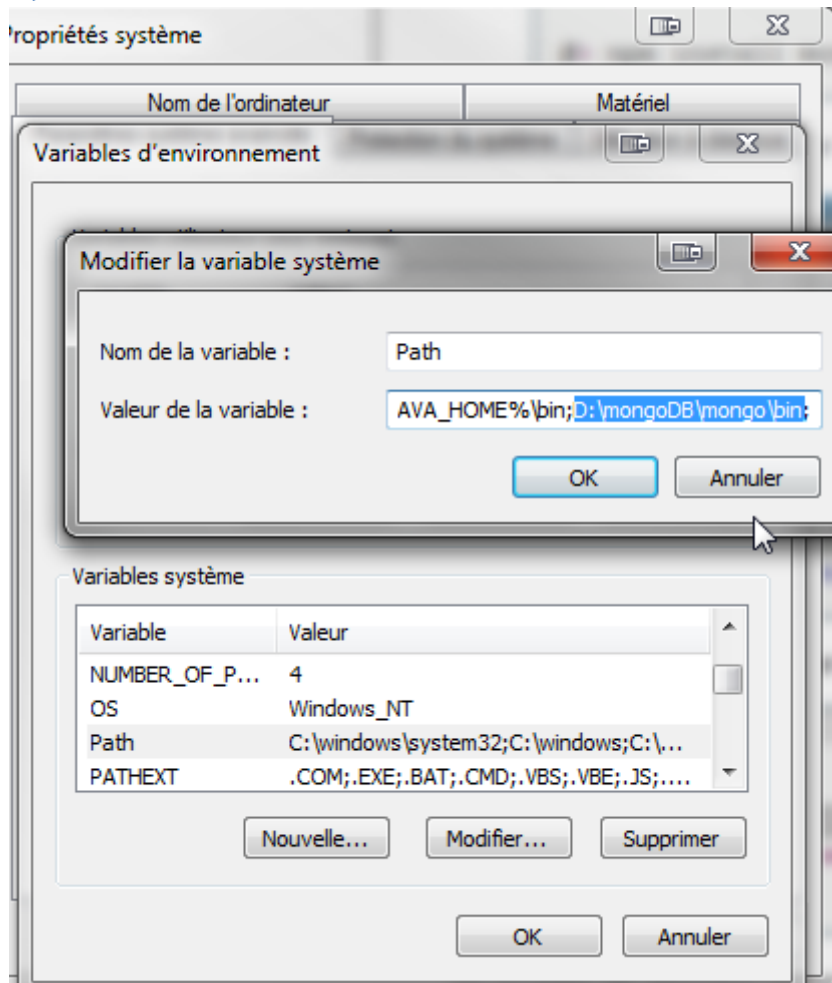 Propriétés système
Nom de l'ordinateur
Matériel
Variables d'environnement
Modifier la variable système
Nom de la variable :
Path
Valeur de la variable :
AVA_HOME%\bin;D:\mongoDB\mongo\bin;
OK
Annuler
Variables système
Variable Valeur
NUMBER_OF_P... 4
OS Windows_NT
Path C:\windows\system32;C:\windows;C:\...
PATHEXT .COM;.EXE;.BAT;.CMD;.VBS;.VBE;.JS;....
Nouvelle...
Modifier...
Supprimer
OK
Annuler